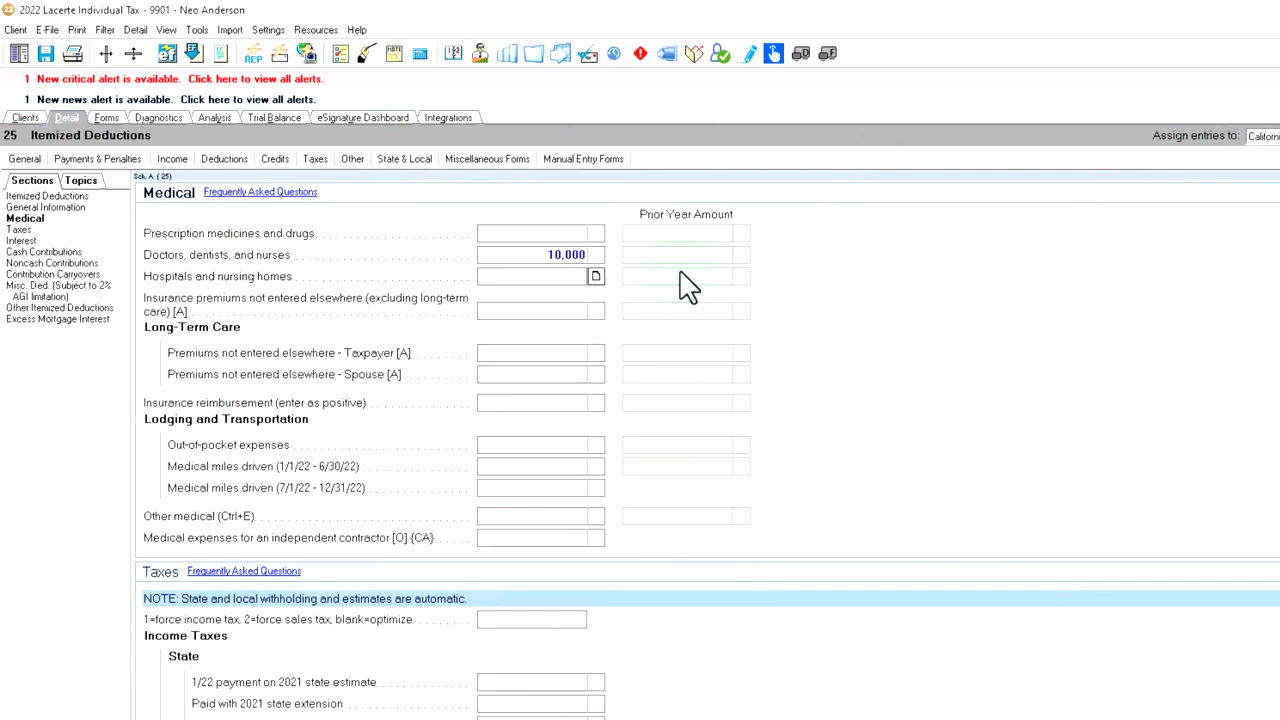 22 2022 Lacerte Individual Tax - 9901 - Neo Anderson
Client E-File Print Filter Detail View Tools Import Settings Resources Help
1 New critical alert is available. Click here to view all alerts.
1 New news alert is available. Click here to view all alerts.
Clients Detail Forms Diagnostics Analysis Trial Balance eSignature Dashboard Integrations
25 Itemized Deductions Assign entries to: Californi
General Payments & Penalties Income Deductions Credits Taxes Other State & Local Miscellaneous Forms Manual Entry Forms
Sections Topics
Itemized Deductions
General Information
Medical
Taxes
Interest
Cash Contributions
Noncash Contributions
Contribution Carryovers
Misc. Ded. (Subject to 2%
AGI limitation)
Other Itemized Deductions
Excess Mortgage Interest
Sch. A (25)
Medical Frequently Asked Questions
Prior Year Amount
Prescription medicines and drugs
Doctors, dentists, and nurses 10,000
Hospitals and nursing homes
Insurance premiums not entered elsewhere (excluding long-term
care) [A]
Long-Term Care
Premiums not entered elsewhere - Taxpayer [A]
Premiums not entered elsewhere - Spouse [A]
Insurance reimbursement (enter as positive)
Lodging and Transportation
Out-of-pocket expenses
Medical miles driven (1/1/22 - 6/30/22)
Medical miles driven (7/1/22 - 12/31/22)
Other medical (Ctrl+E)
Medical expenses for an independent contractor [O] {CA}
Taxes Frequently Asked Questions
NOTE: State and local withholding and estimates are automatic.
1=force income tax, 2=force sales tax, blank=optimize
Income Taxes
State
1/22 payment on 2021 state estimate
Paid with 2021 state extension